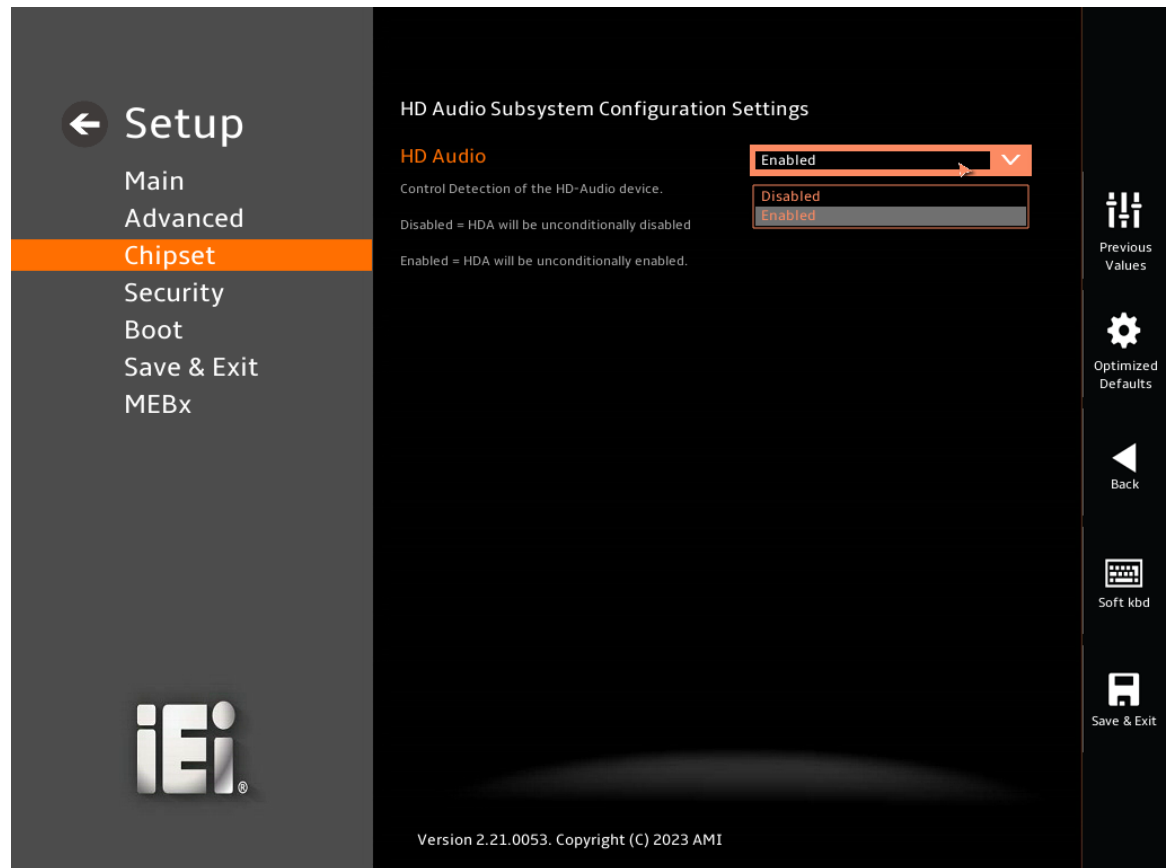 Setup
Main
Advanced
Chipset
Security
Boot
Save & Exit
MEBx
iEi®
HD Audio Subsystem Configuration Settings
HD Audio
Enabled
Control Detection of the HD-Audio device.
Disabled = HDA will be unconditionally disabled
Enabled = HDA will be unconditionally enabled.
Disabled
Enabled
Version 2.21.0053. Copyright (C) 2023 AMI
Previous
Values
Optimized
Defaults
Back
Soft kbd
Save & Exit